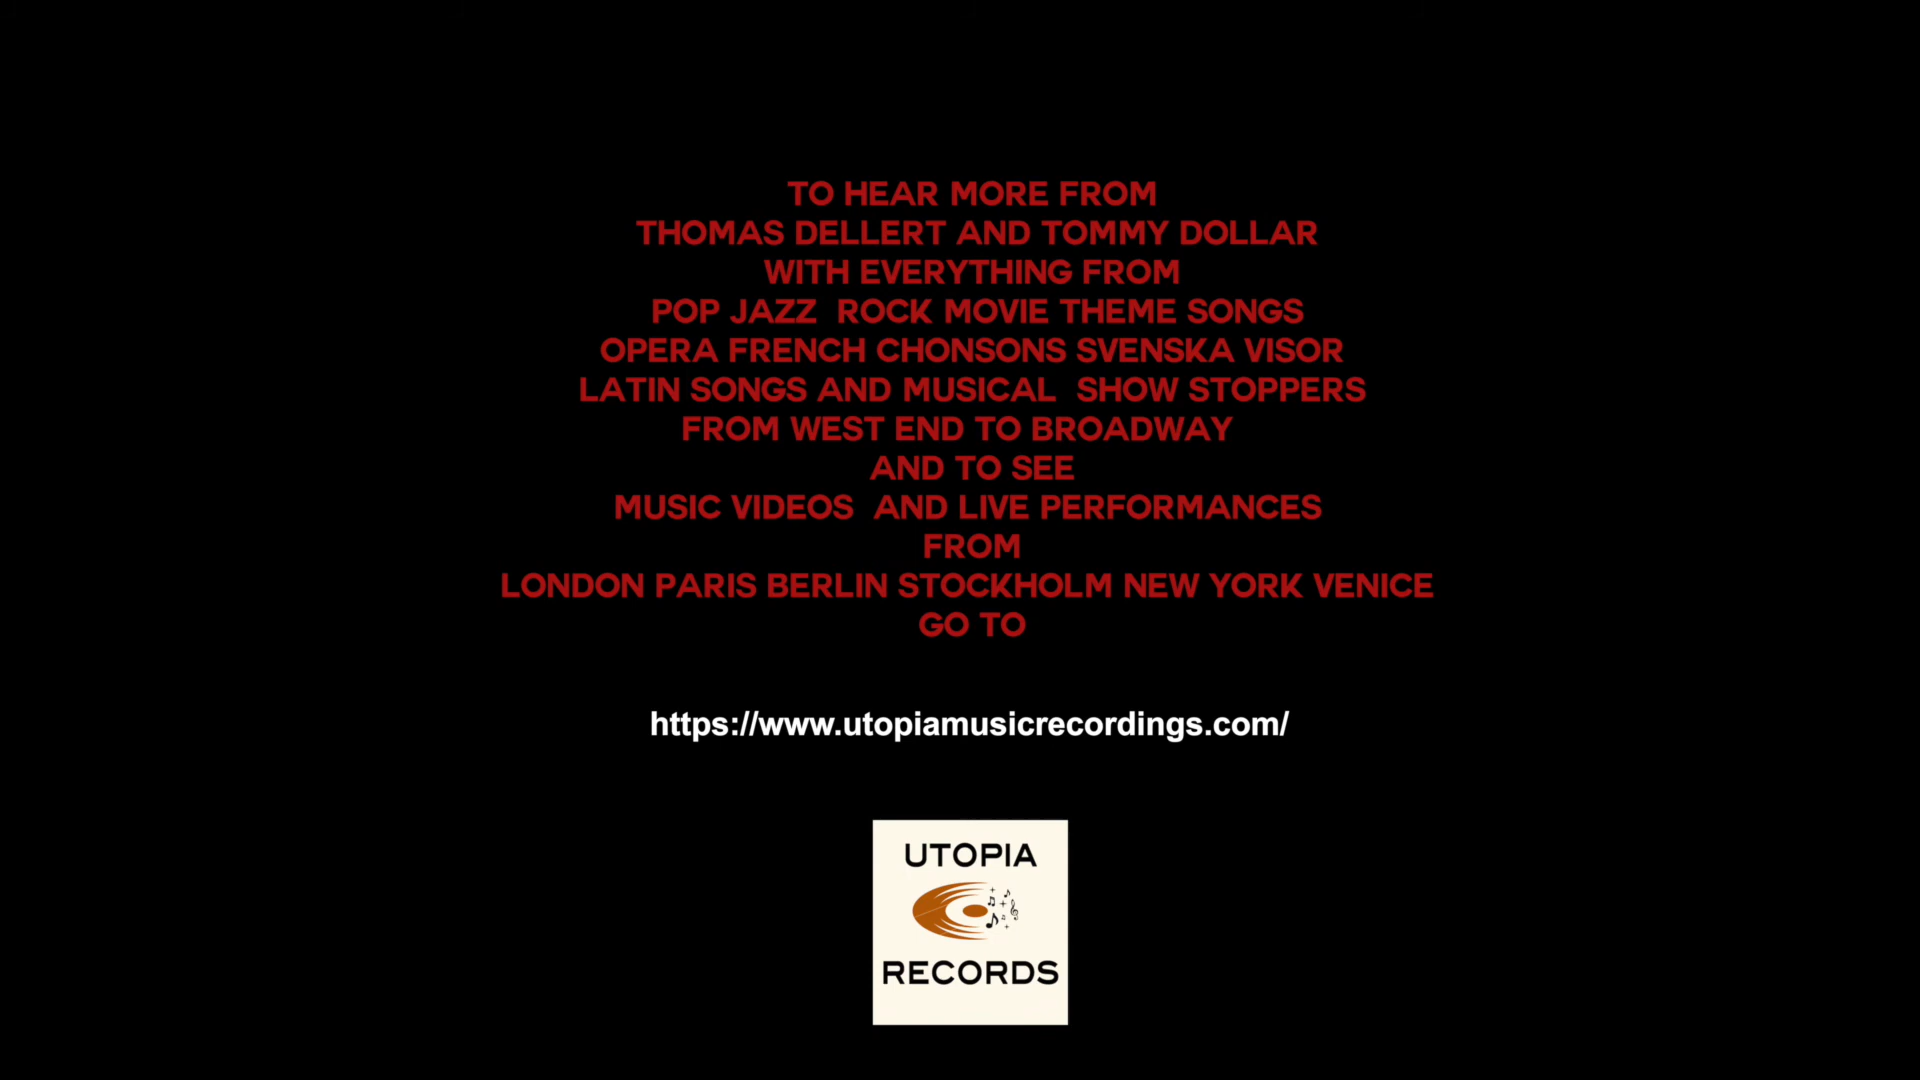 TO HEAR MORE FROM
THOMAS DELLERT AND TOMMY DOLLAR
WITH EVERYTHING FROM
POP JAZZ  ROCK MOVIE THEME SONGS
OPERA FRENCH CHONSONS SVENSKA VISOR
LATIN SONGS AND MUSICAL  SHOW STOPPERS
FROM WEST END TO BROADWAY
AND TO SEE
MUSIC VIDEOS  AND LIVE PERFORMANCES
FROM
LONDON PARIS BERLIN STOCKHOLM NEW YORK VENICE
GO TO
https://www.utopiamusicrecordings.com/
UTOPIA
RECORDS